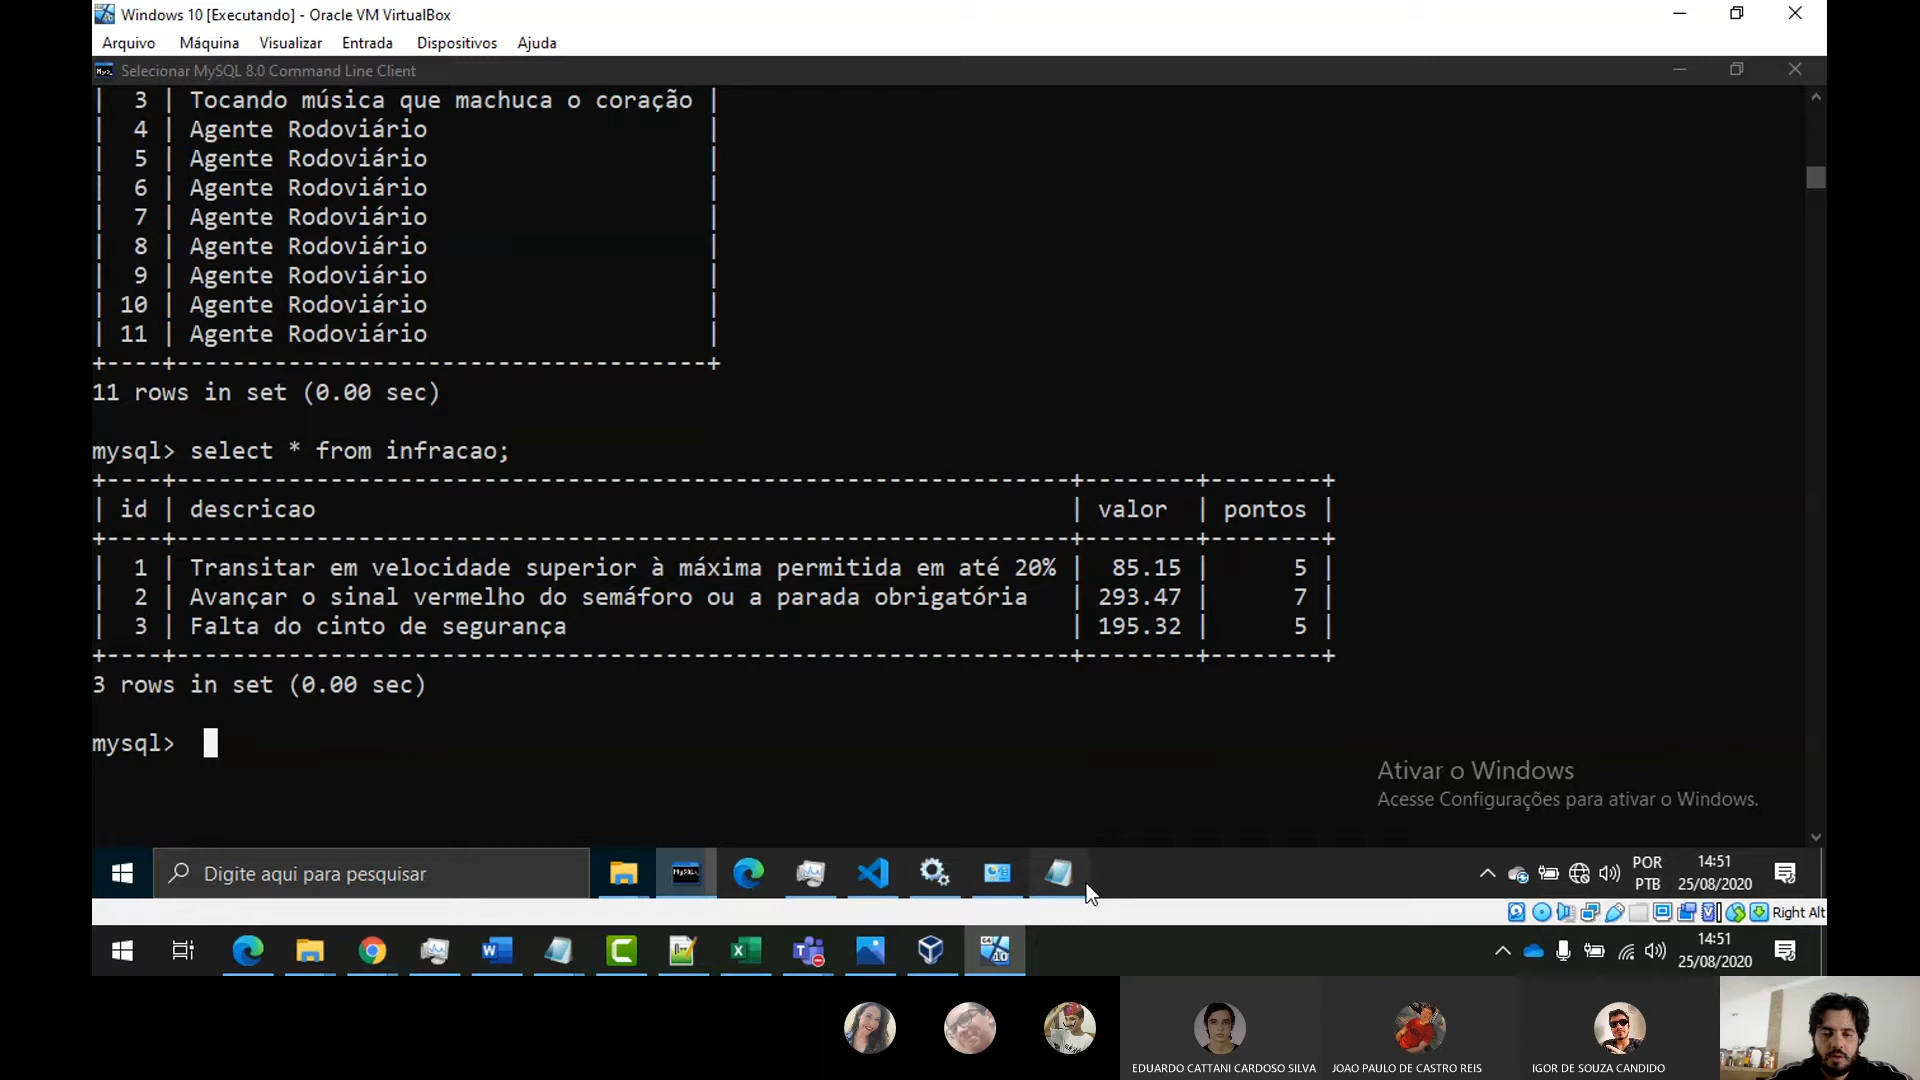 Windows 10 [Executando] - Oracle VM VirtualBox
Arquivo Máquina Visualizar Entrada Dispositivos Ajuda
Selecionar MySQL 8.0 Command Line Client
| 3 | Tocando música que machuca o coração |
| 4 | Agente Rodoviário |
| 5 | Agente Rodoviário |
| 6 | Agente Rodoviário |
| 7 | Agente Rodoviário |
| 8 | Agente Rodoviário |
| 9 | Agente Rodoviário |
| 10 | Agente Rodoviário |
| 11 | Agente Rodoviário |
11 rows in set (0.00 sec)
mysql> select * from infracao;
| id | descricao | valor | pontos |
| 1 | Transitar em velocidade superior à máxima permitida em até 20% | 85.15 | 5 |
| 2 | Avançar o sinal vermelho do semáforo ou a parada obrigatória | 293.47 | 7 |
| 3 | Falta do cinto de segurança | 195.32 | 5 |
3 rows in set (0.00 sec)
mysql>
Ativar o Windows
Acesse Configurações para ativar o Windows.
Digite aqui para pesquisar
POR
PTB
14:51
25/08/2020
Right Alt
14:51
25/08/2020
EDUARDO CATTANI CARDOSO SILVA JOAO PAULO DE CASTRO REIS IGOR DE SOUZA CANDIDO